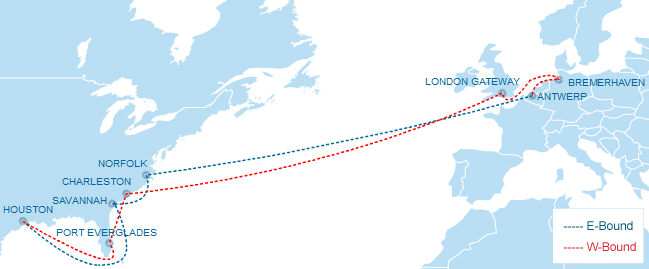 LONDON GATEWAY
BREMERHAVEN
ANTWERP
NORFOLK
CHARLESTON
SAVANNAH
HOUSTON
PORT EVERGLADES
E-Bound
W-Bound